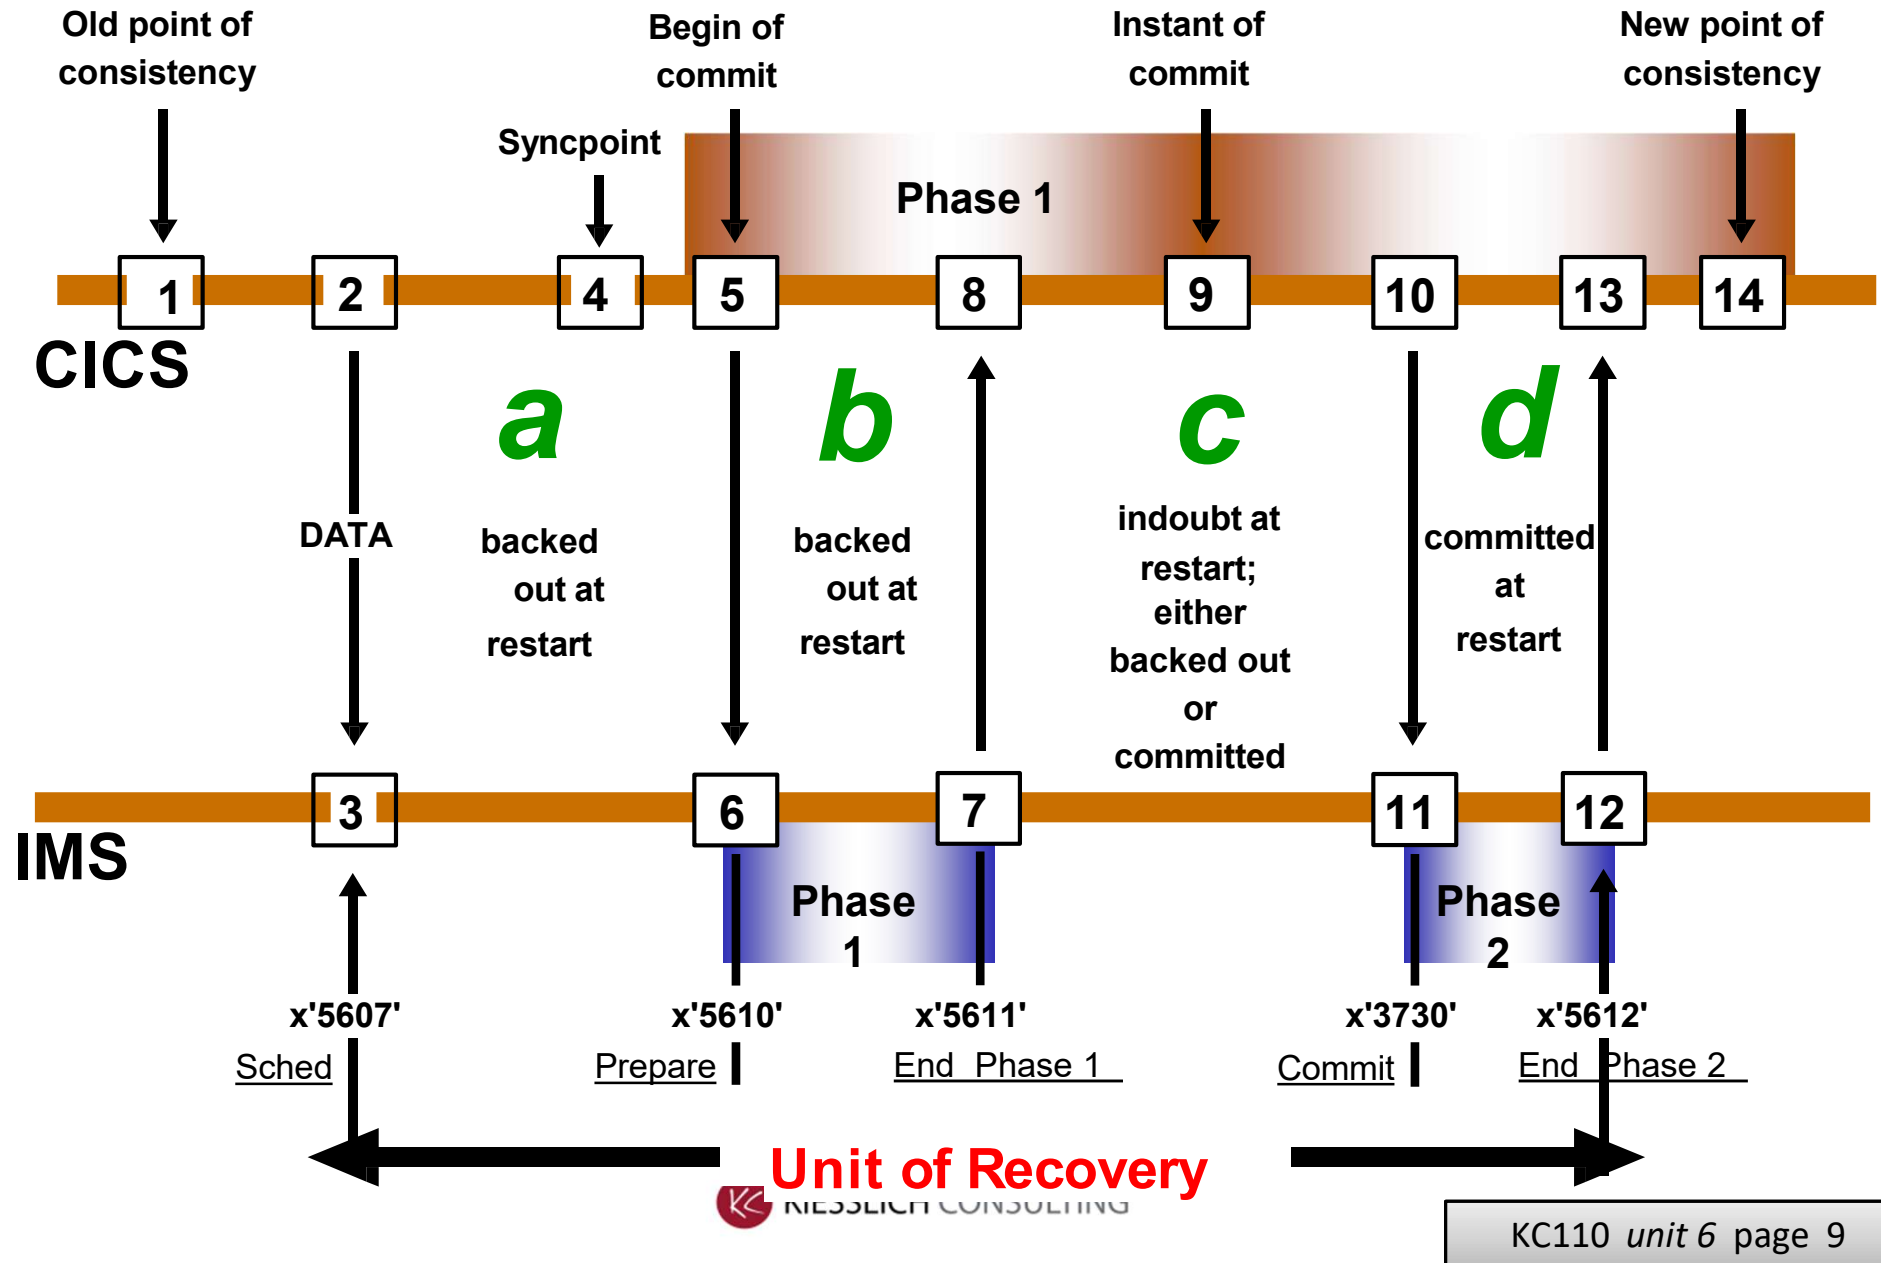 Old point of
consistency
Begin of
commit
Instant of
commit
New point of
consistency
Syncpoint
Phase 1
1
2
4
5
8
9
10
13
14
CICS
a
b
c
d
DATA
backed
out at
restart
backed
out at
restart
indoubt at
restart;
either
backed out
or
committed
committed
at
restart
3
6
7
11
12
IMS
Phase
1
Phase
2
x'5607'
x'5610'
x'5611'
x'3730'
x'5612'
Sched
Prepare
End Phase 1
Commit
End Phase 2
Unit of Recovery
KC KIESSLICH CONSULTING
KC110 unit 6 page 9